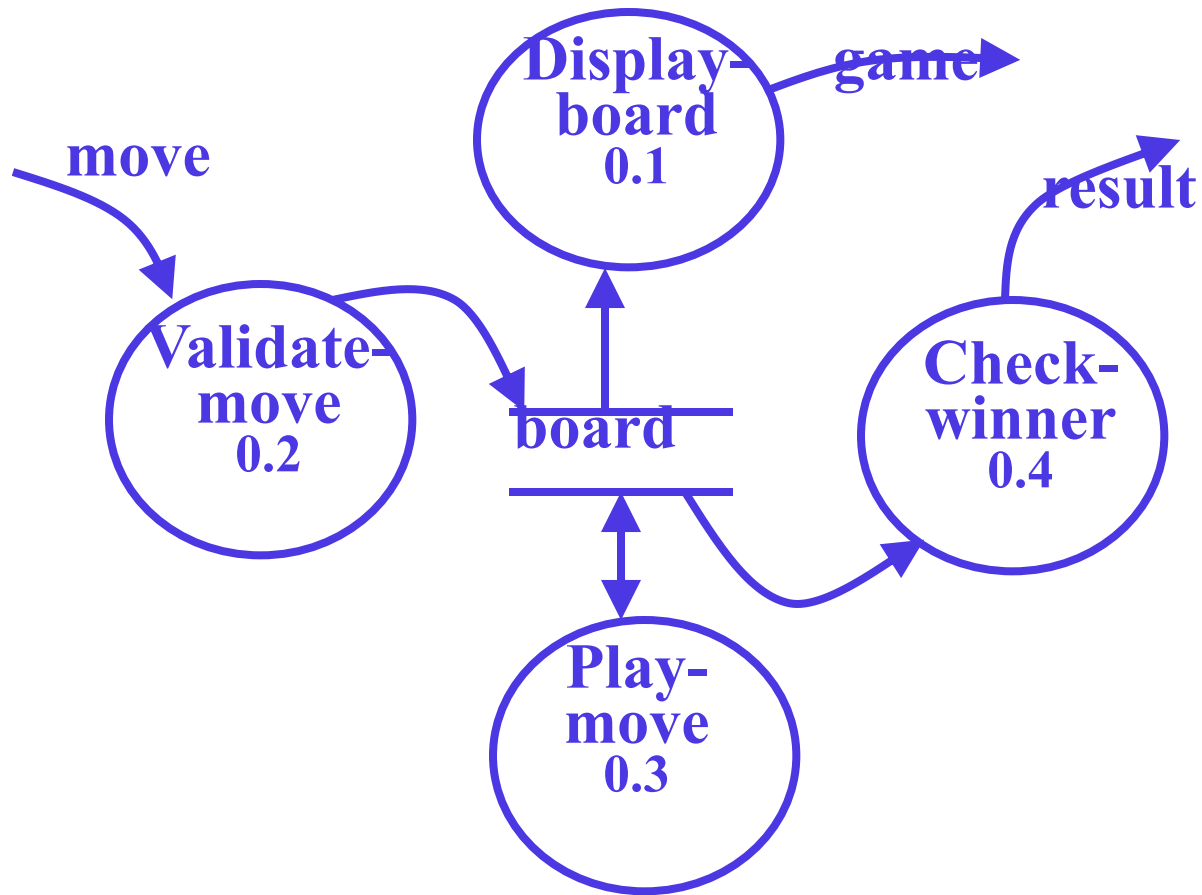 Display-
board
0.1
game
move
result
Validate-
move
0.2
board
Check-
winner
0.4
Play-
move
0.3